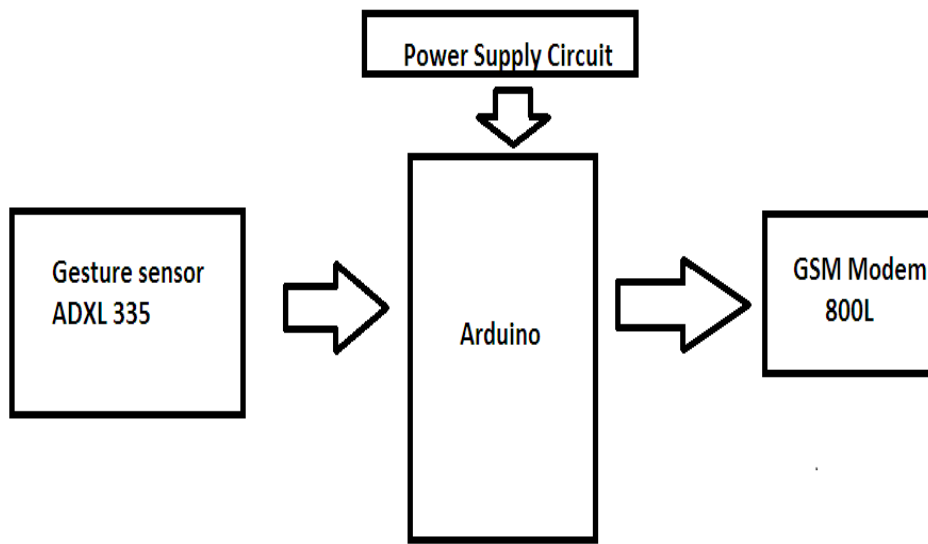 Power Supply Circuit
Gesture sensor
ADXL 335
Arduino
GSM Modem
800L